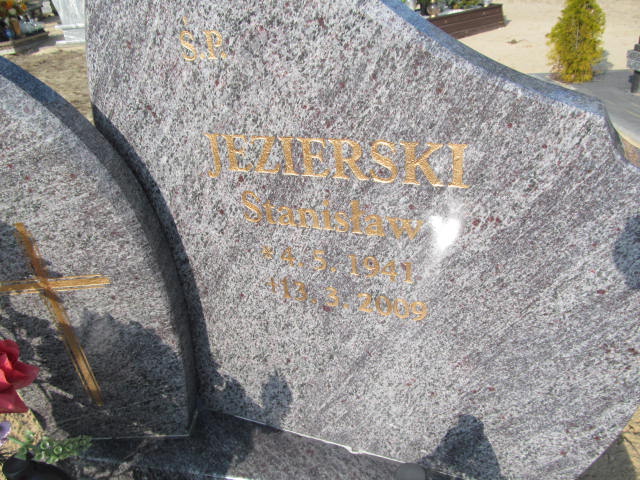 Ś.P.
JEZIERSKI
Stanisław
* 4. 5. 1941
†13. 3. 2009